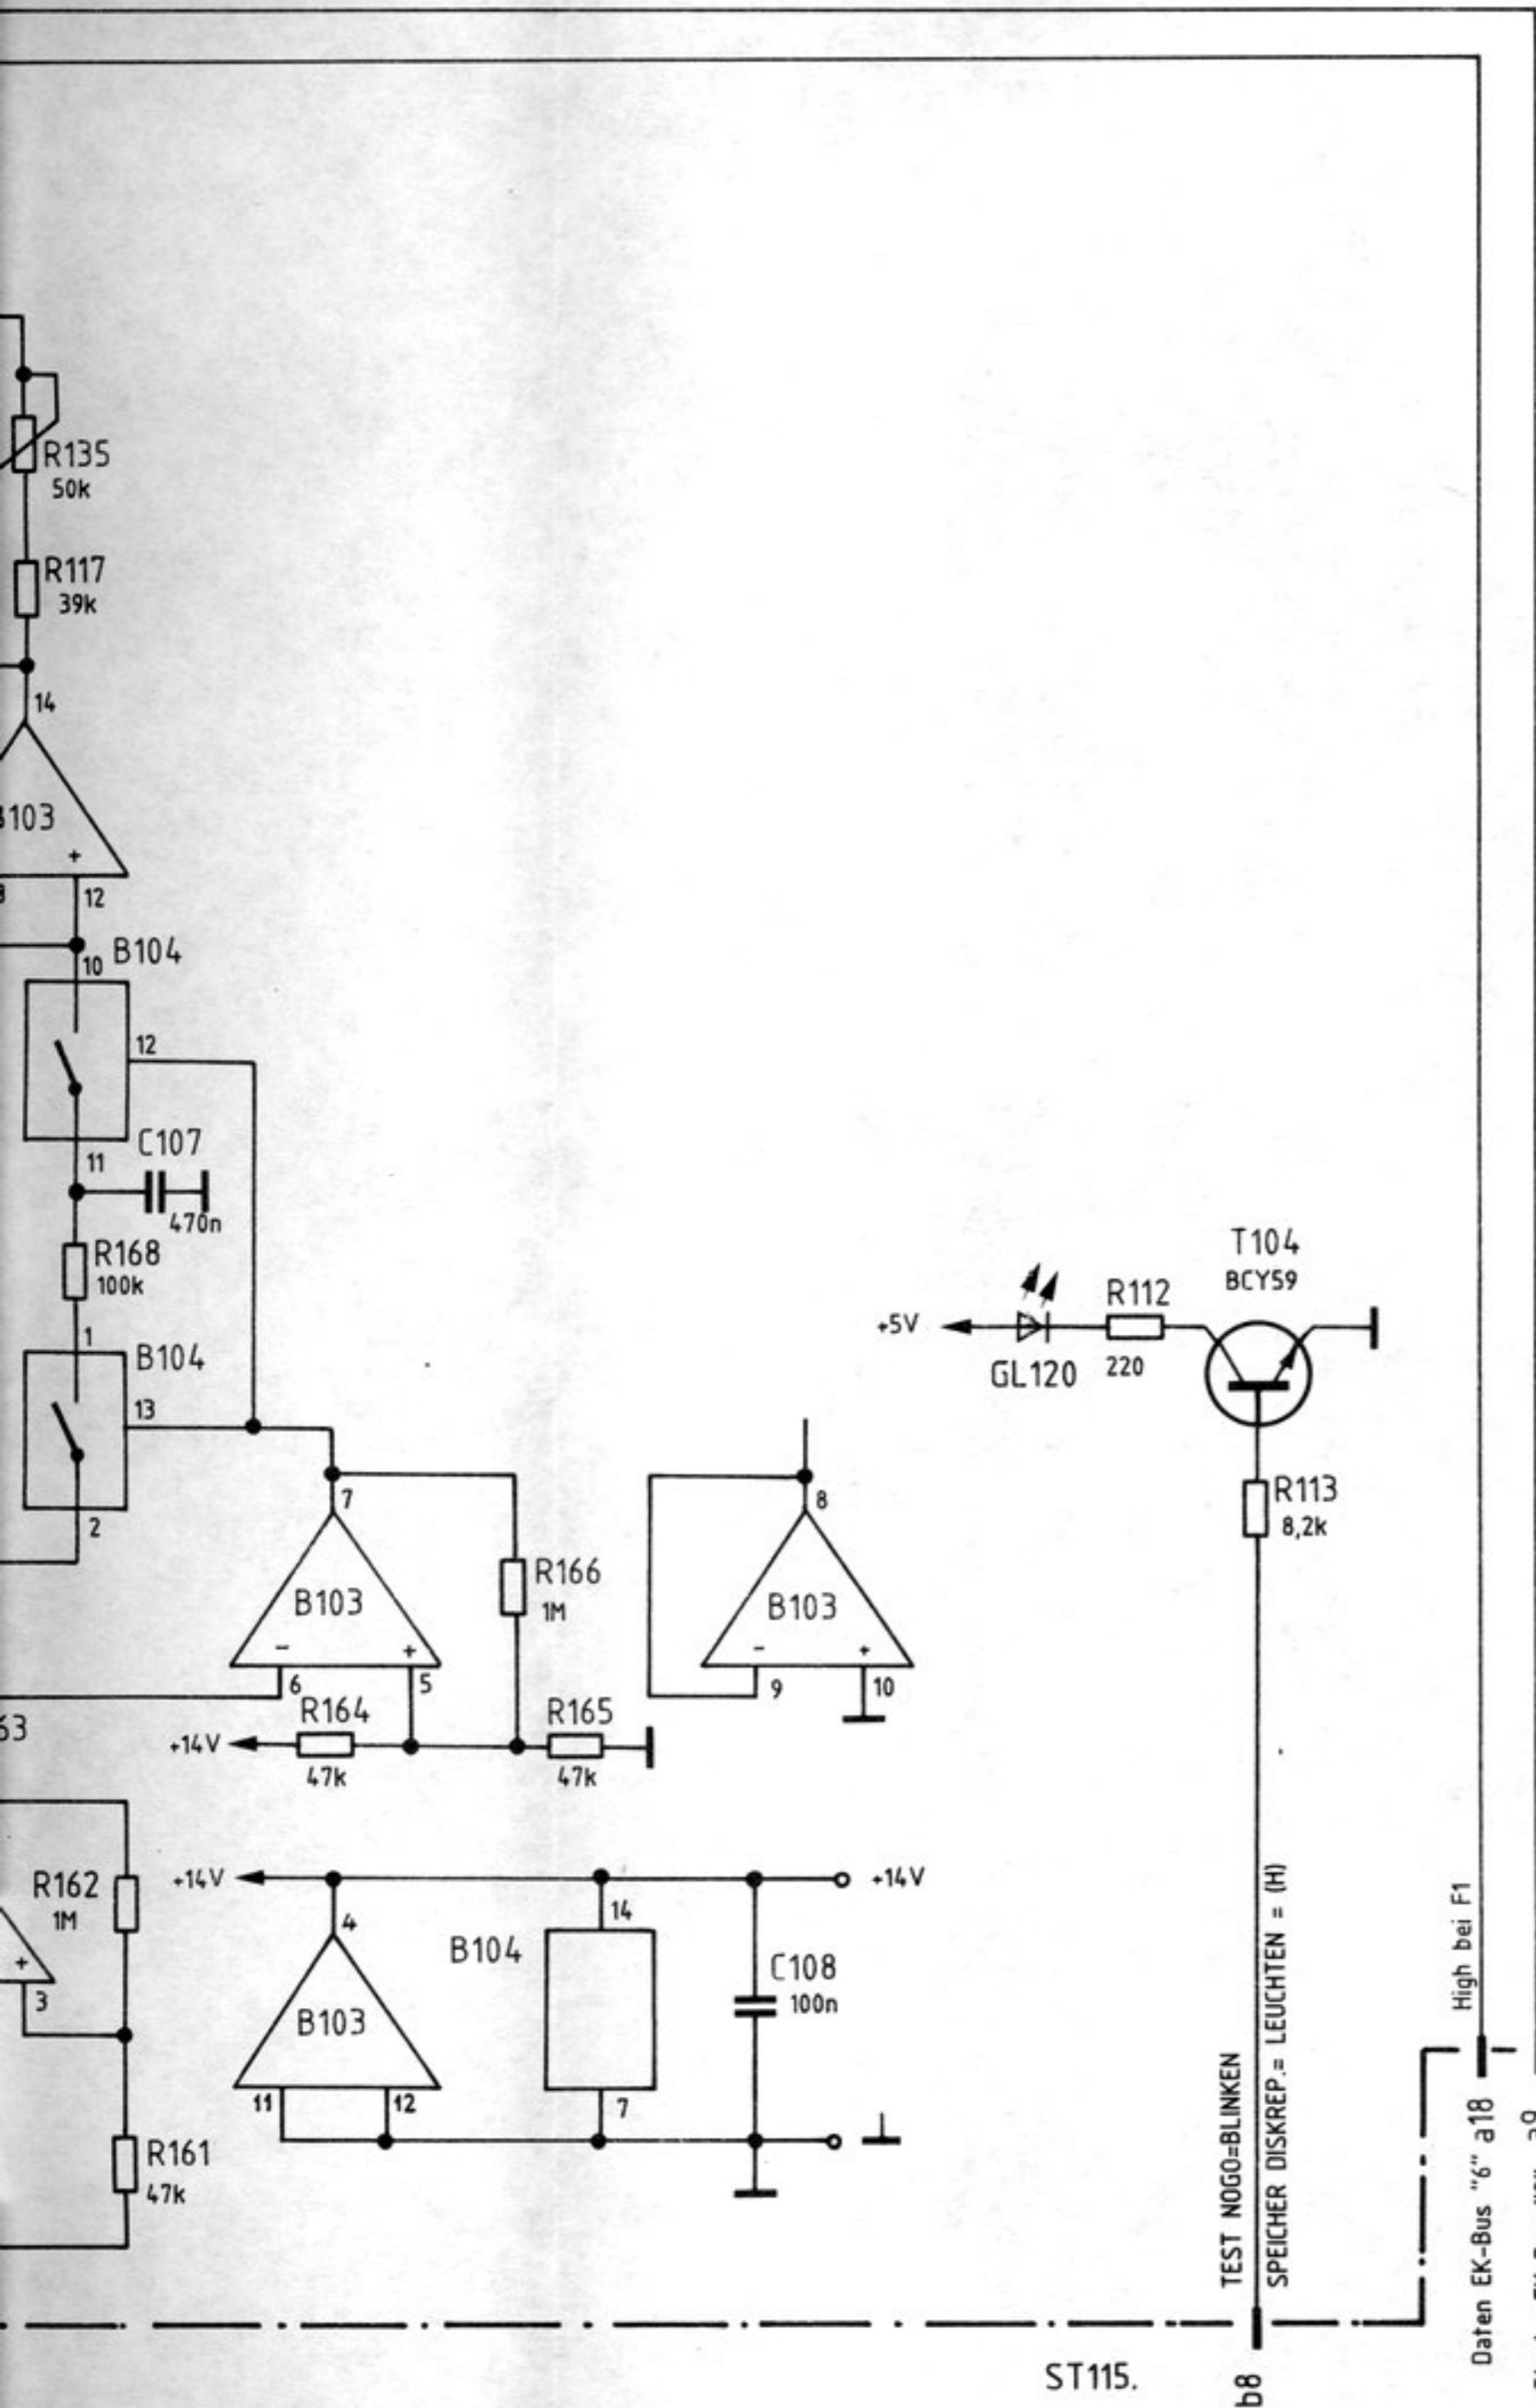 R135
50k
R117
39k
14
B103
+
12
B104
10
12
C107
11
470n
R168
100k
1
B104
13
2
7
B103
-
+
6
5
R166
1M
8
B103
-
+
9
10
T104
BCY59
+5V
R112
GL120
220
R113
8,2k
63
+14V
R164
47k
R165
47k
R162
1M
+
3
R161
47k
+14V
+14V
4
B103
11
12
B104
14
7
C108
100n
TEST NOGO=BLINKEN
SPEICHER DISKREP.= LEUCHTEN = (H)
High bei F1
Daten EK-Bus "6" a18
ST115.
b8